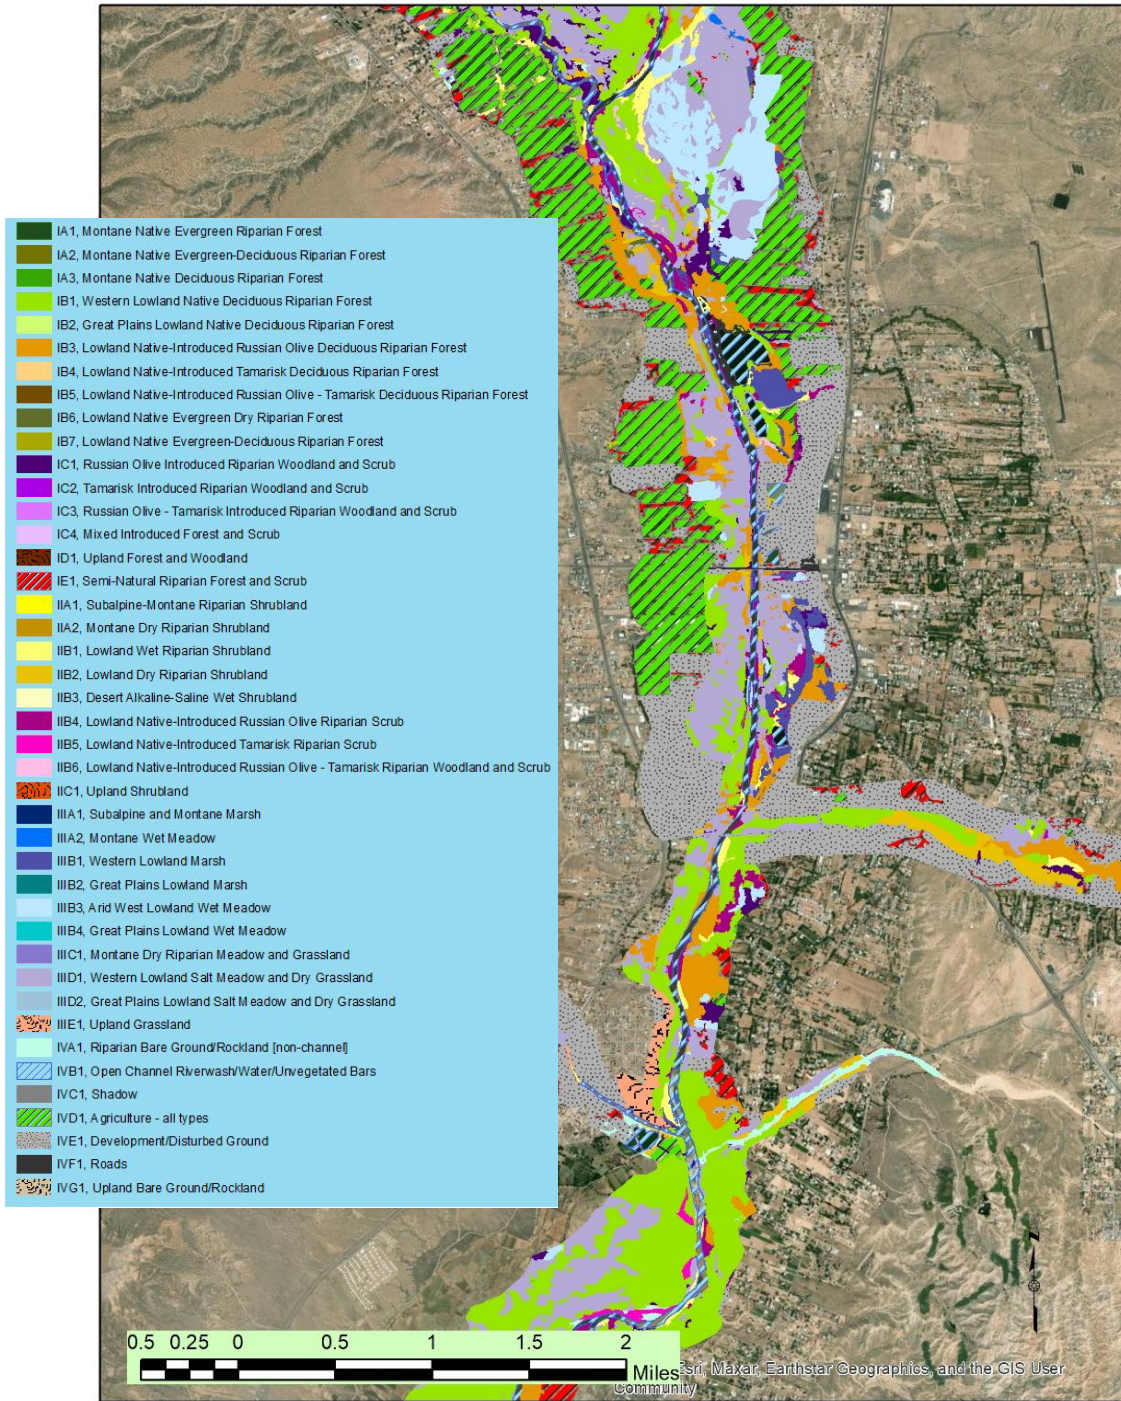 IA1, Montane Native Evergreen Riparian Forest
IA2, Montane Native Evergreen-Deciduous Riparian Forest
IA3, Montane Native Deciduous Riparian Forest
IB1, Western Lowland Native Deciduous Riparian Forest
IB2, Great Plains Lowland Native Deciduous Riparian Forest
IB3, Lowland Native-Introduced Russian Olive Deciduous Riparian Forest
IB4, Lowland Native-Introduced Tamarisk Deciduous Riparian Forest
IB5, Lowland Native-Introduced Russian Olive - Tamarisk Deciduous Riparian Forest
IB6, Lowland Native Evergreen Dry Riparian Forest
IB7, Lowland Native Evergreen-Deciduous Riparian Forest
IC1, Russian Olive Introduced Riparian Woodland and Scrub
IC2, Tamarisk Introduced Riparian Woodland and Scrub
IC3, Russian Olive - Tamarisk Introduced Riparian Woodland and Scrub
IC4, Mixed Introduced Forest and Scrub
ID1, Upland Forest and Woodland
IE1, Semi-Natural Riparian Forest and Scrub
IIA1, Subalpine-Montane Riparian Shrubland
IIA2, Montane Dry Riparian Shrubland
IIB1, Lowland Wet Riparian Shrubland
IIB2, Lowland Dry Riparian Shrubland
IIB3, Desert Alkaline-Saline Wet Shrubland
IIB4, Lowland Native-Introduced Russian Olive Riparian Scrub
IIB5, Lowland Native-Introduced Tamarisk Riparian Scrub
IIB6, Lowland Native-Introduced Russian Olive - Tamarisk Riparian Woodland and Scrub
IIC1, Upland Shrubland
IIIA1, Subalpine and Montane Marsh
IIIA2, Montane Wet Meadow
IIIB1, Western Lowland Marsh
IIIB2, Great Plains Lowland Marsh
IIIB3, Arid West Lowland Wet Meadow
IIIB4, Great Plains Lowland Wet Meadow
IIIC1, Montane Dry Riparian Meadow and Grassland
IIID1, Western Lowland Salt Meadow and Dry Grassland
IIID2, Great Plains Lowland Salt Meadow and Dry Grassland
IIIE1, Upland Grassland
IVA1, Riparian Bare Ground/Rockland [non-channel]
IVB1, Open Channel Riverwash/Water/Unvegetated Bars
IVC1, Shadow
IVD1, Agriculture - all types
IVE1, Development/Disturbed Ground
IVF1, Roads
IVG1, Upland Bare Ground/Rockland
N
0.5 0.25 0 0.5 1 1.5 2
Miles
Esri, Maxar, Earthstar Geographics, and the GIS User
Community